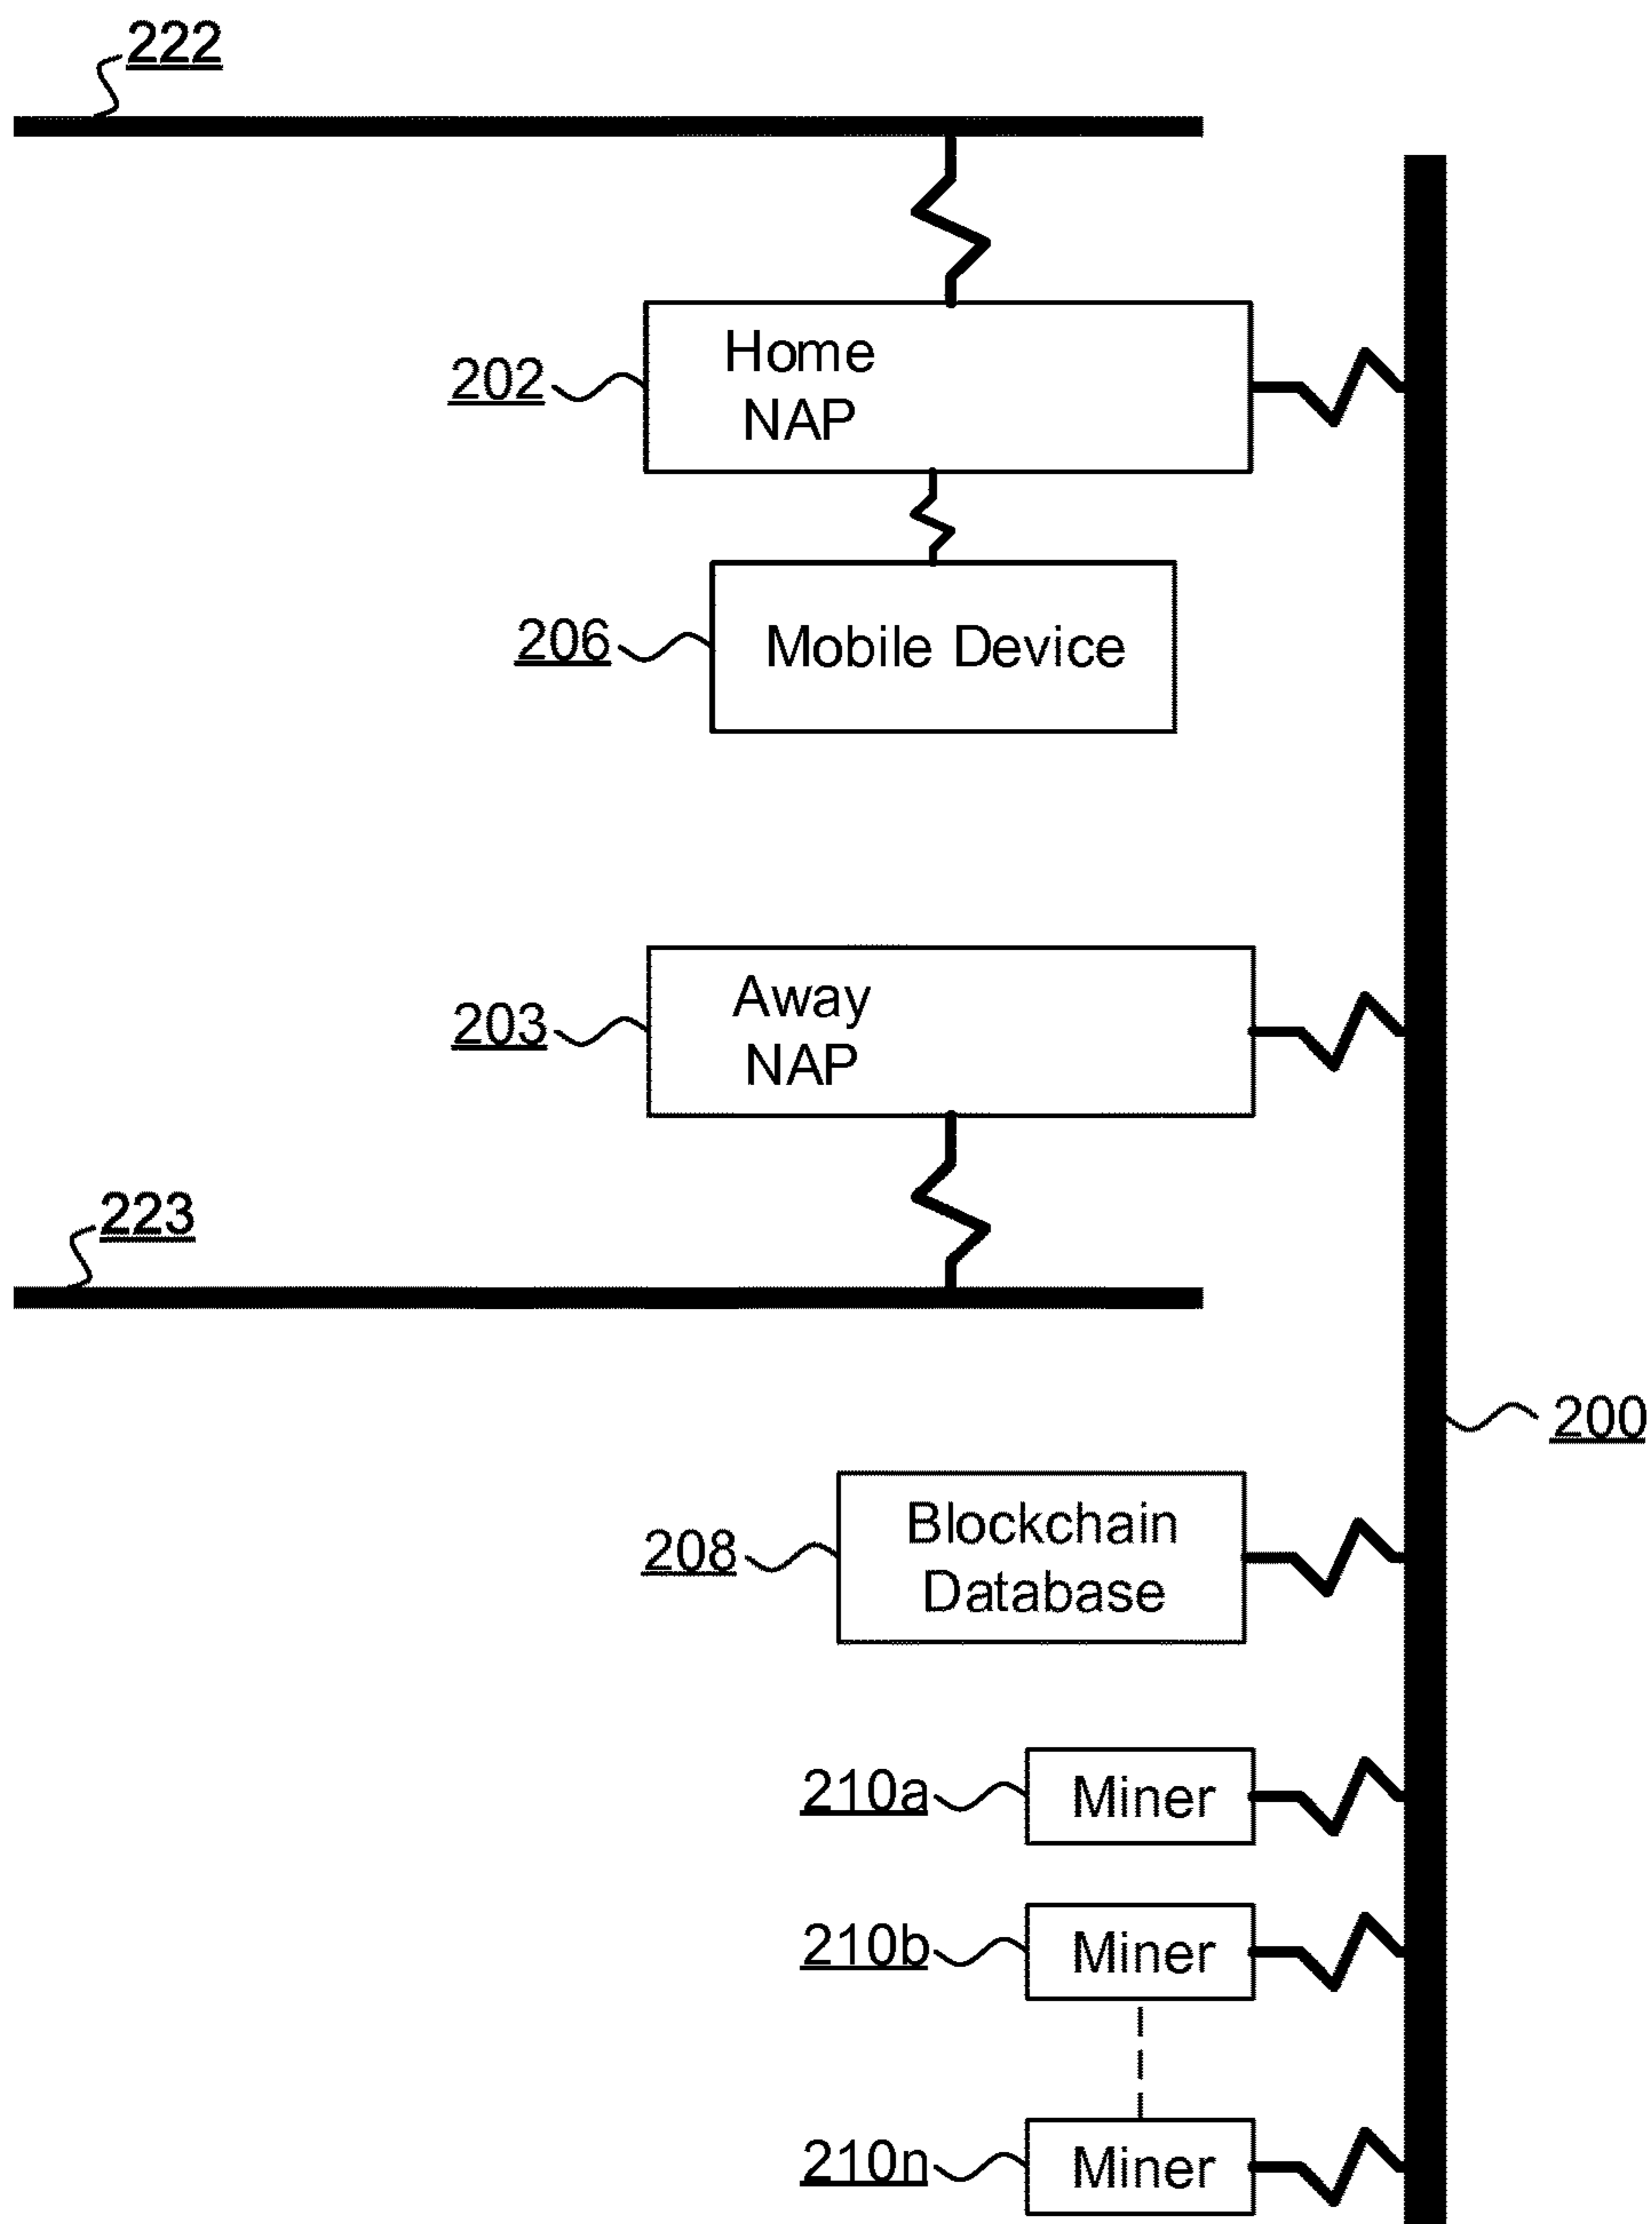 222
202
Home
NAP
206
Mobile Device
203
Away
NAP
223
200
208
Blockchain
Database
210a
Miner
210b
Miner
210n
Miner